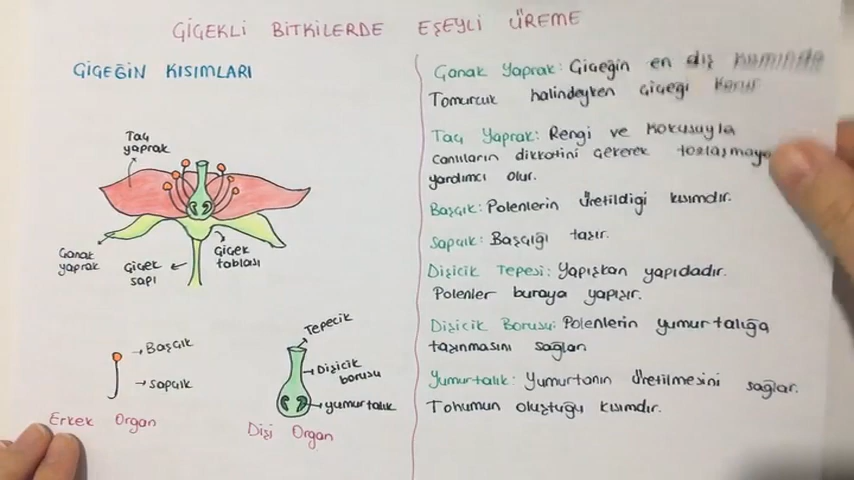 ÇİÇEKLİ BİTKİLERDE EŞEYLİ ÜREME
ÇİÇEĞİN KISIMLARI
Taç
yaprak
Çanak
yaprak
Çiçek
sapı
Çiçek
tablası
Başçık
sapçık
Erkek Organ
Tepecik
Dişicik
borusu
yumurtalık
Dişi Organ
Çanak Yaprak: Çiçeğin en dış kısmında
Tomurcuk halindeyken çiçeği korur
Taç Yaprak: Rengi ve kokusuyla
canlıların dikkatini çekerek tozlaşmaya
yardımcı olur.
Başçık: Polenlerin üretildiği kısımdır.
Sapçık: Başçığı taşır.
Dişicik Tepesi: Yapışkan yapıdadır.
Polenler buraya yapışır.
Dişicik Borusu: Polenlerin yumurtalığa
taşınmasını sağlar
Yumurtalık: Yumurtanın üretilmesini sağlar.
Tohumun oluştuğu kısımdır.